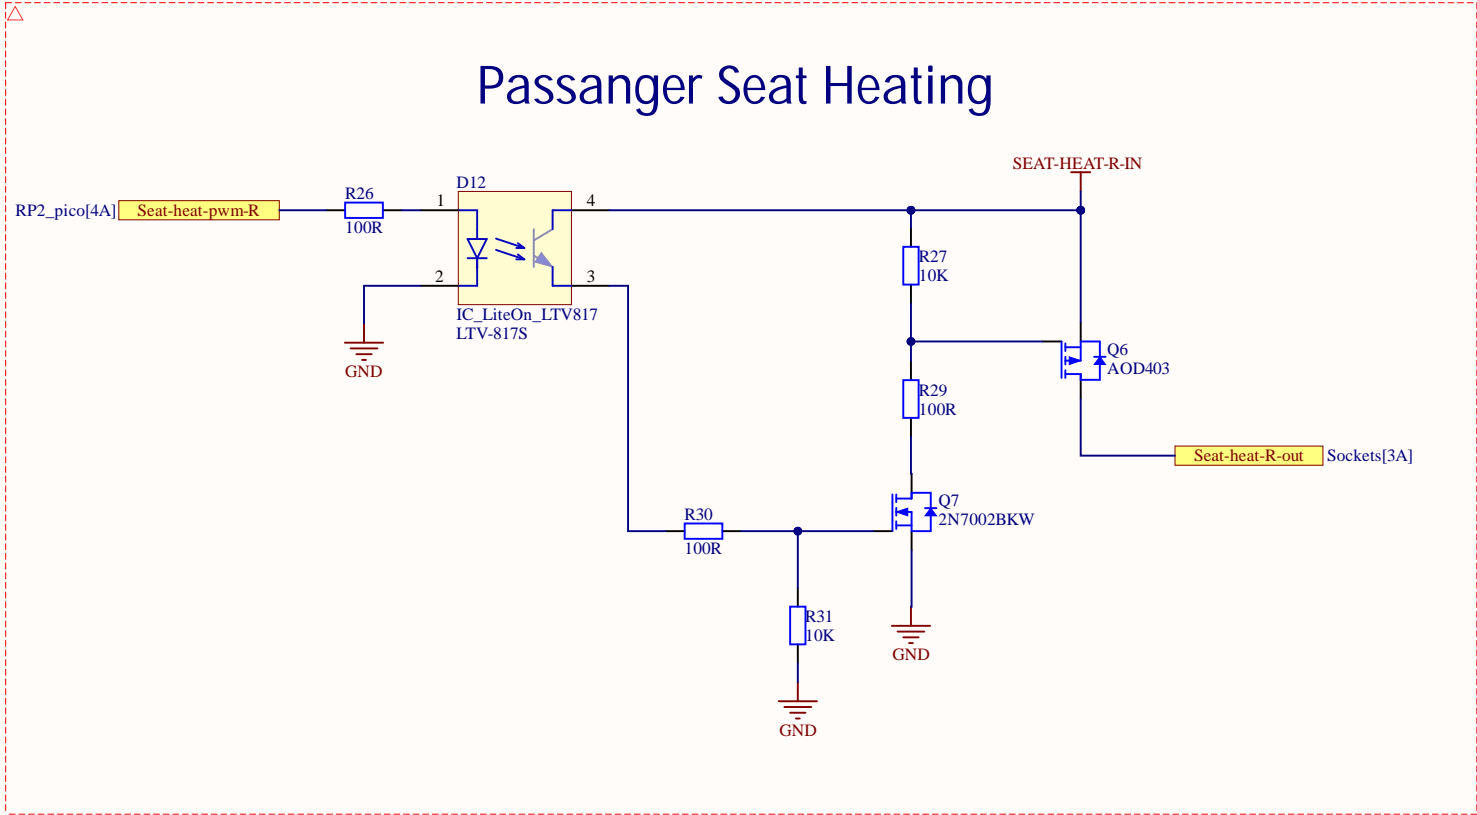 Passanger Seat Heating
SEAT-HEAT-R-IN
D12
R26
RP2_pico[4A]
Seat-heat-pwm-R
1
4
100R
R27
10K
2
3
IC_LiteOn_LTV817
LTV-817S
GND
Q6
AOD403
R29
100R
Seat-heat-R-out
Sockets[3A]
Q7
2N7002BKW
R30
100R
R31
10K
GND
GND